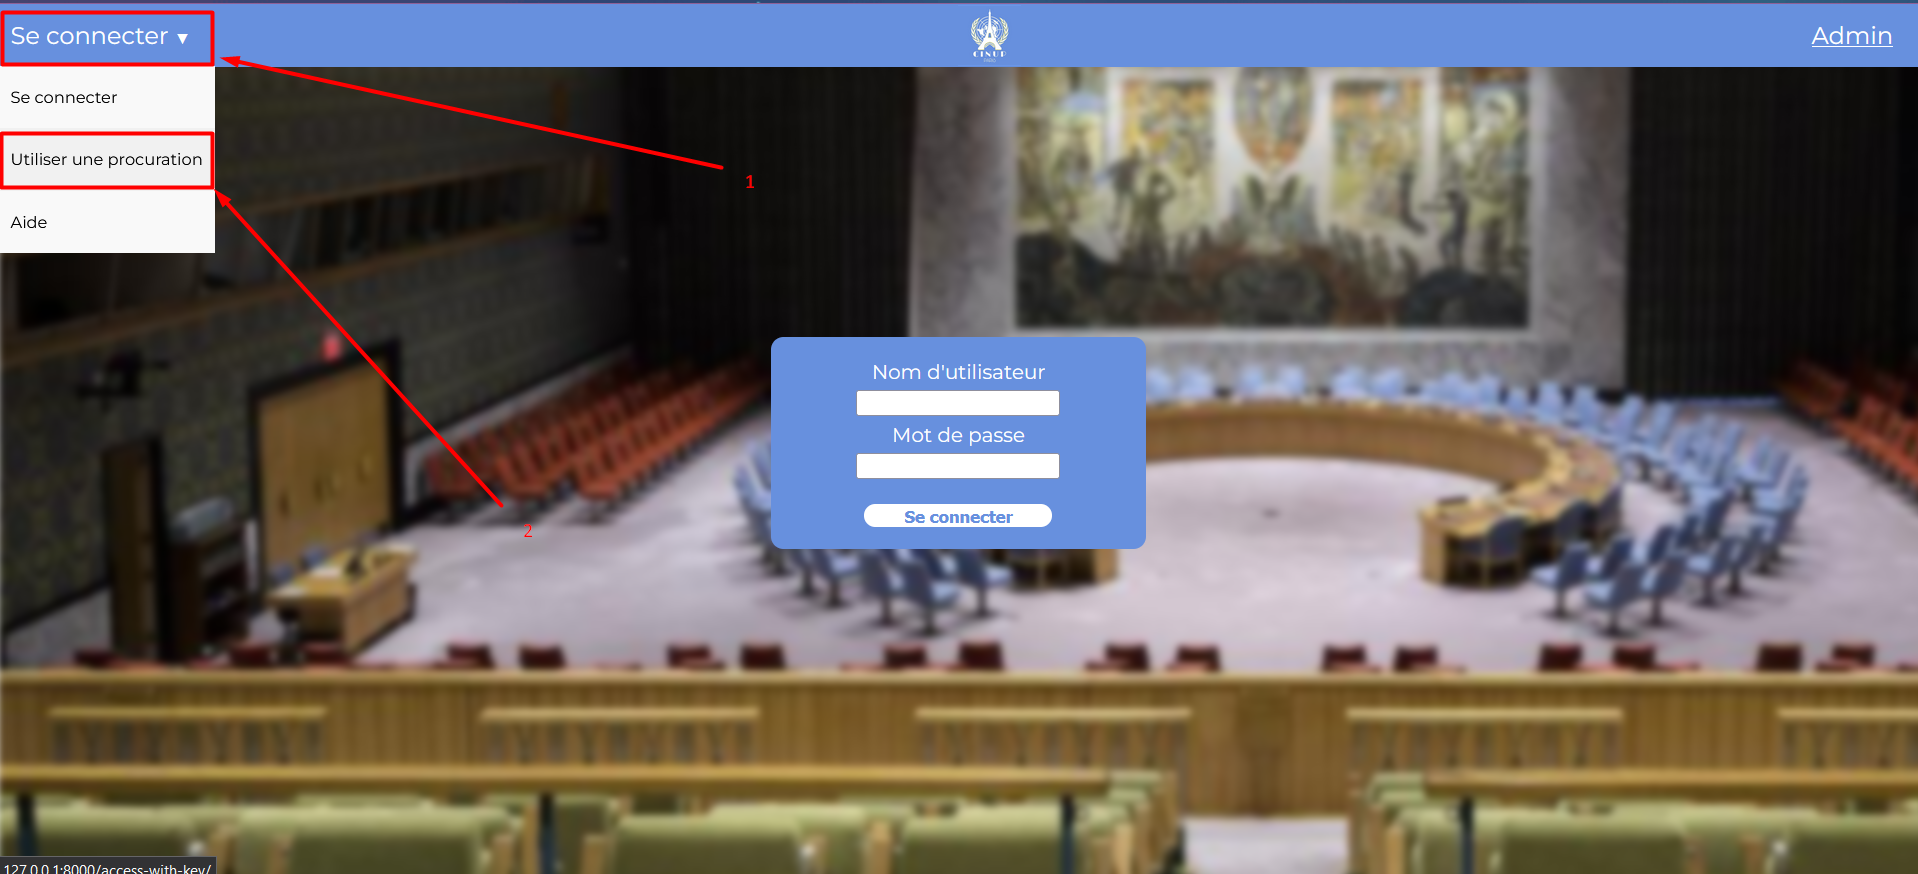 Se connecter ▼
CINUP
Admin
Se connecter
Utiliser une procuration
Aide
1
2
Nom d'utilisateur
Mot de passe
Se connecter
127.0.0.1:8000/access-with-key/